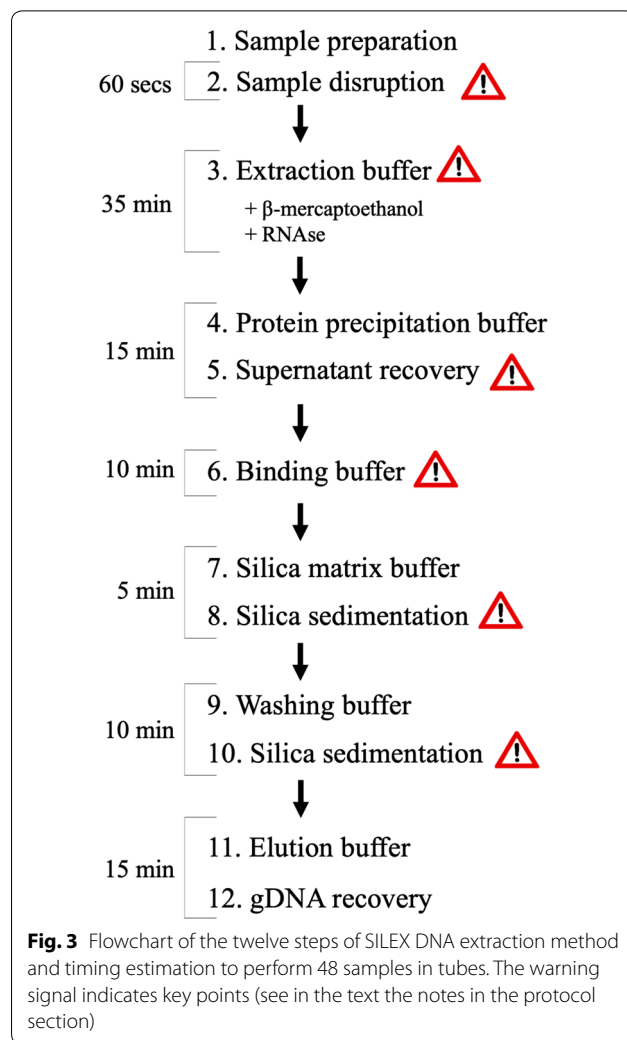 1. Sample preparation
60 secs
2. Sample disruption
!
35 min
3. Extraction buffer
!
+ β-mercaptoethanol
+ RNAse
15 min
4. Protein precipitation buffer
5. Supernatant recovery
!
10 min
6. Binding buffer
!
5 min
7. Silica matrix buffer
8. Silica sedimentation
!
10 min
9. Washing buffer
10. Silica sedimentation
!
15 min
11. Elution buffer
12. gDNA recovery
Fig. 3 Flowchart of the twelve steps of SILEX DNA extraction method
and timing estimation to perform 48 samples in tubes. The warning
signal indicates key points (see in the text the notes in the protocol
section)